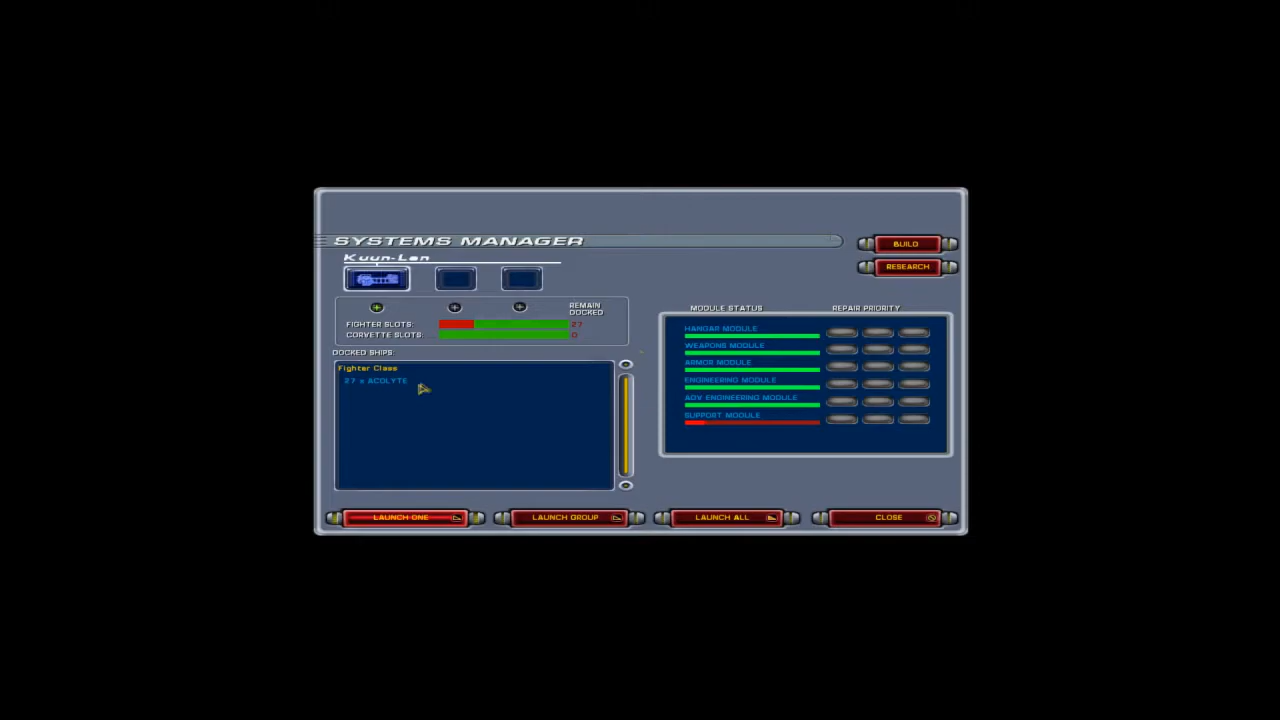 SYSTEMS MANAGER
BUILD
Kuun-Lan
RESEARCH
REMAIN
DOCKED
FIGHTER SLOTS: 27
CORVETTE SLOTS: 0
DOCKED SHIPS:
Fighter Class
27 x ACOLYTE
MODULE STATUS REPAIR PRIORITY
HANGAR MODULE
WEAPONS MODULE
ARMOR MODULE
ENGINEERING MODULE
ADV ENGINEERING MODULE
SUPPORT MODULE
LAUNCH ONE LAUNCH GROUP LAUNCH ALL CLOSE